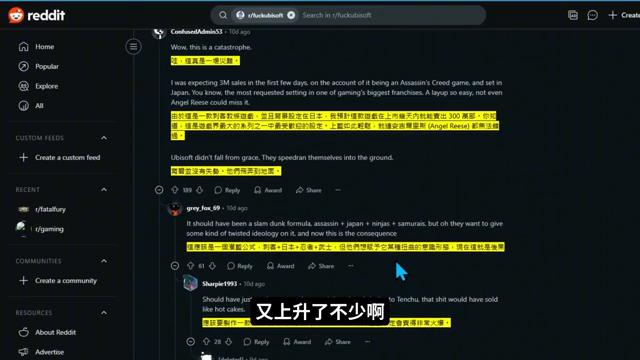 reddit
r/fuckubisoft
Search in r/fuckubisoft
Create
Home
Popular
Explore
All
CUSTOM FEEDS
Create a custom feed
RECENT
r/fatalfury
r/gaming
COMMUNITIES
Create a community
RESOURCES
About Reddit
Advertise
ConfusedAdmin53 • 10d ago
Wow, this is a catastrophe.
哇，這真是一場災難。
I was expecting 3M sales in the first few days, on the account of it being an Assassin's Creed game, and set in
Japan. You know, the most requested setting in one of gaming's biggest franchises. A layup so easy, not even
Angel Reese could miss it.
由於這是一款刺客教條遊戲，並且背景設定在日本，我預計這款遊戲在上市幾天內就能賣出 300 萬部。你知
道，這是遊戲界最大的系列之一中最受歡迎的設定。上籃如此輕鬆，就連安吉爾里斯 (Angel Reese) 都無法錯
過。
Ubisoft didn't fall from grace. They speedran themselves into the ground.
育碧並沒有失勢。他們飛奔到地面。
189 Reply Award Share
grey_fox_69 • 10d ago
It should have been a slam dunk formula, assassin + japan + ninjas + samurais, but oh they want to give
some kind of twisted ideology on it, and now this is the consequence
這應該是一個灌籃公式，刺客+日本+忍者+武士，但他們想賦予它某種扭曲的意識形態，現在這就是後果
61 Reply Award Share
Sharpie1993 • 10d ago
Should have jus
to Tenchu, that shit would have sold
like hot cakes.
應該要製作一款
定會賣得非常火爆。
又上升了不少啊
28 Reply Award Share
[deleted]